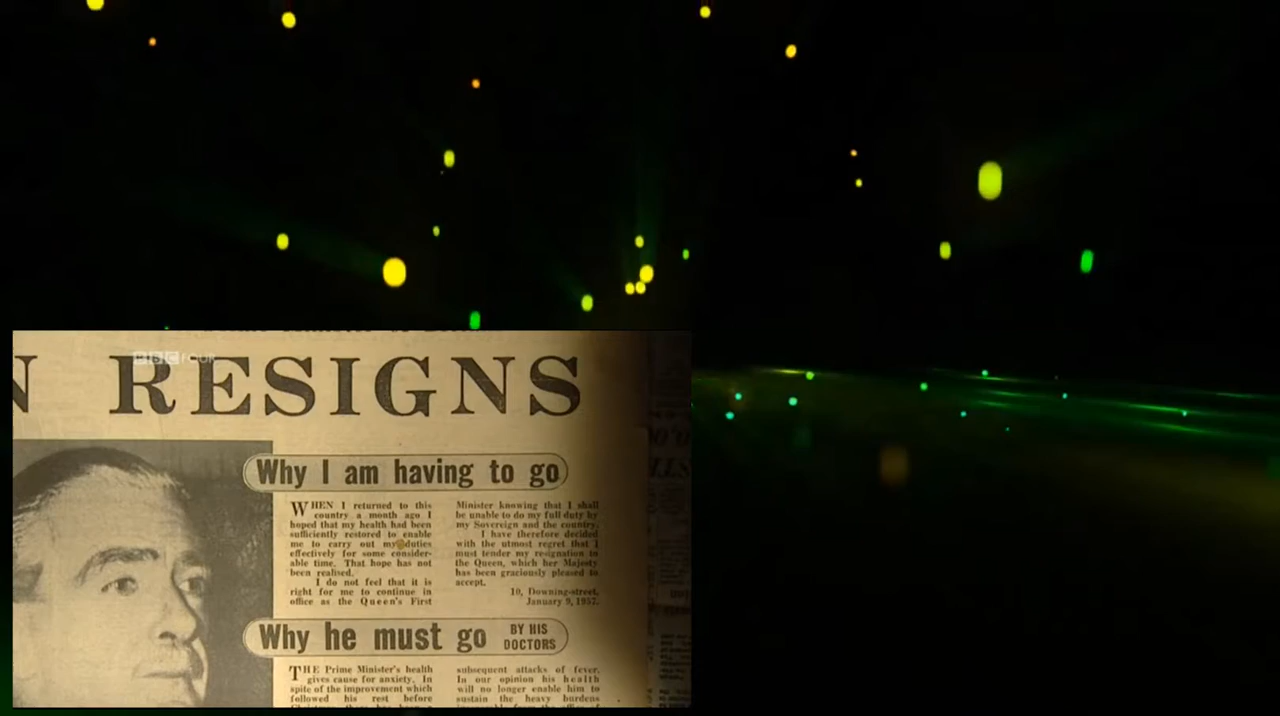 BBC FOUR
N RESIGNS
Why I am having to go
WHEN I returned to this
country a month ago I
hoped that my health had been
sufficiently restored to enable
me to carry out my duties
effectively for some consider-
able time. That hope has not
been realised.
I do not feel that it is
right for me to continue in
office as the Queen's First
Minister knowing that I shall
be unable to do my full duty by
my Sovereign and the country.
I have therefore decided
with the utmost regret that I
must tender my resignation to
the Queen, which her Majesty
has been graciously pleased to
accept.
10, Downing-street,
January 9, 1957.
Why he must go BY HIS
DOCTORS
THE Prime Minister's health
gives cause for anxiety. In
spite of the improvement which
followed his rest before
subsequent attacks of fever.
In our opinion his health
will no longer enable him to
sustain the heavy burdens